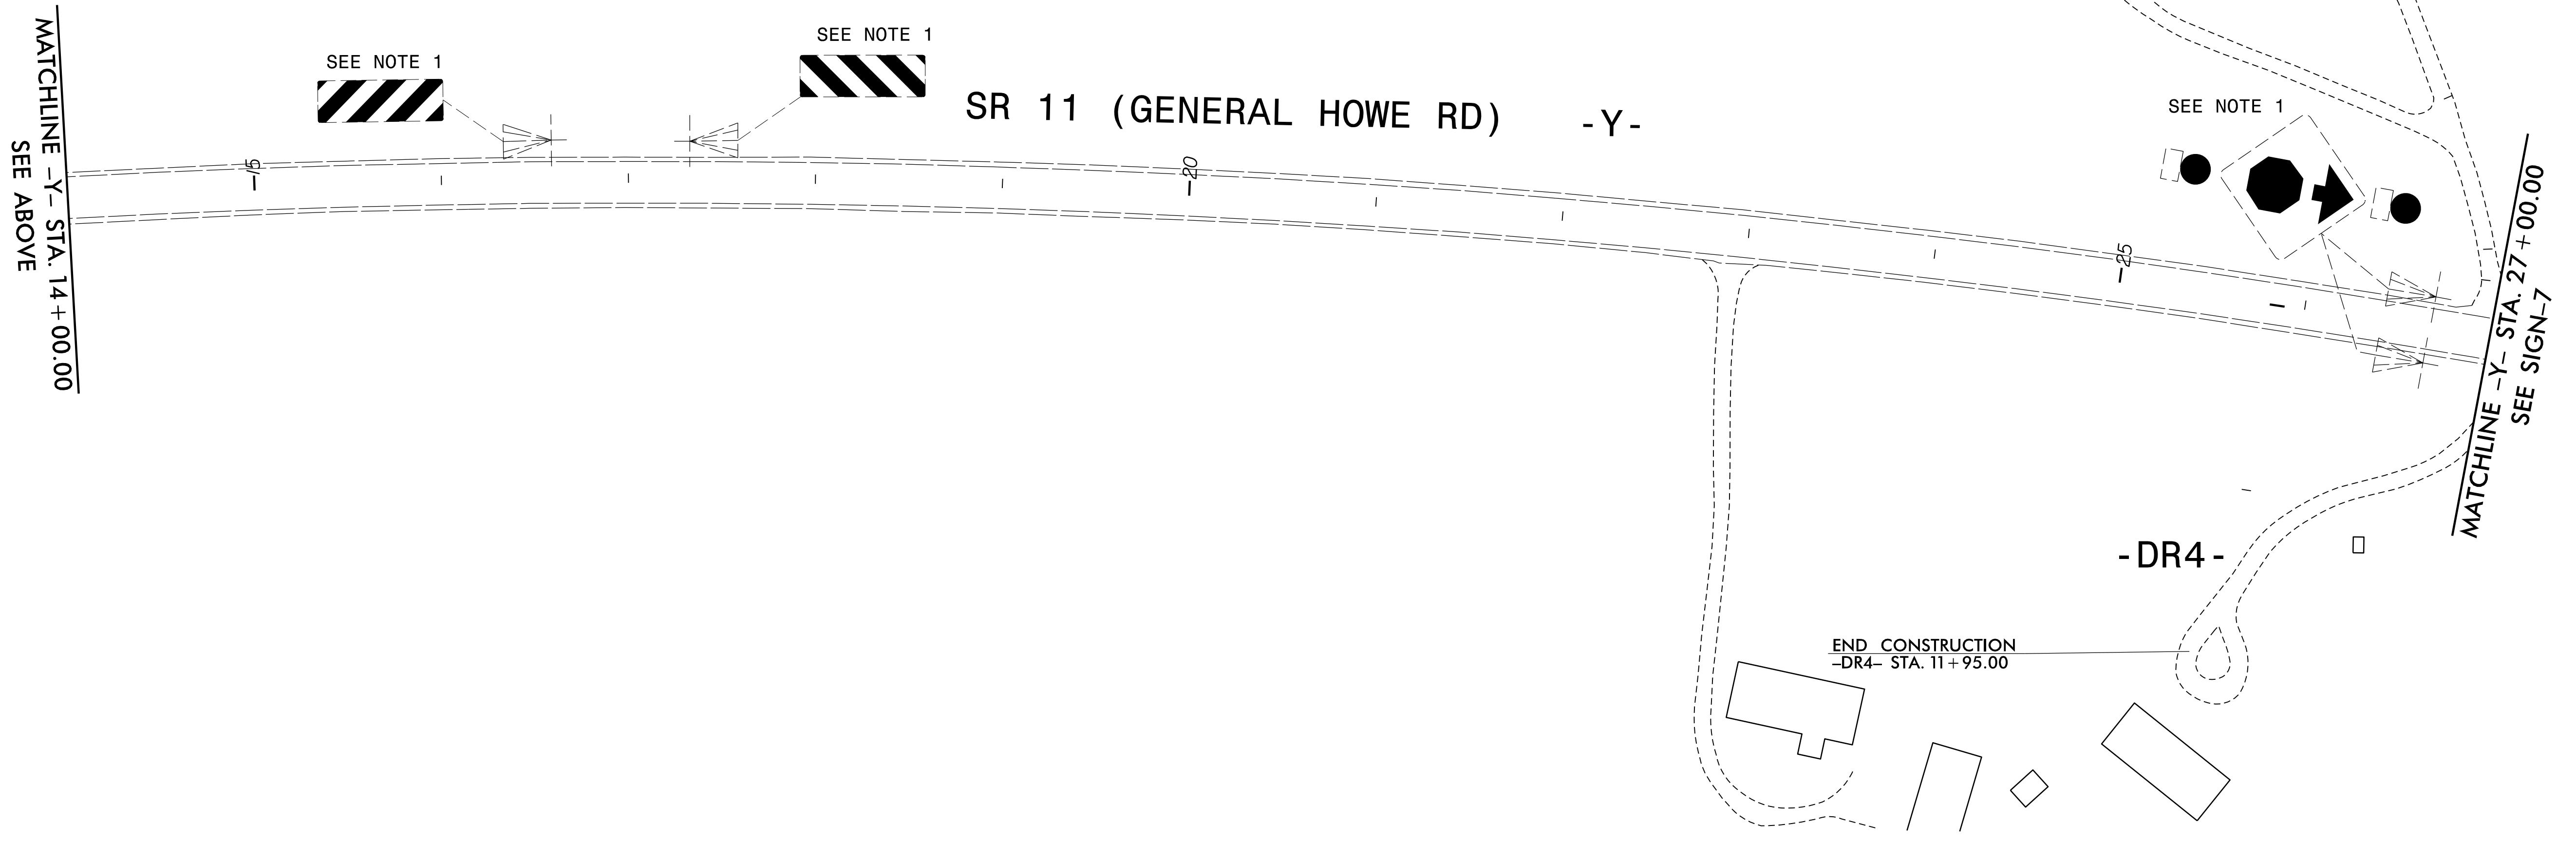 MATCHLINE –Y– STA. 14+00.00
SEE ABOVE
SEE NOTE 1
SEE NOTE 1
SR 11 (GENERAL HOWE RD) -Y-
SEE NOTE 1
15
20
25
MATCHLINE –Y– STA. 27+00.00
SEE SIGN–7
-DR4-
END CONSTRUCTION
–DR4– STA. 11+95.00